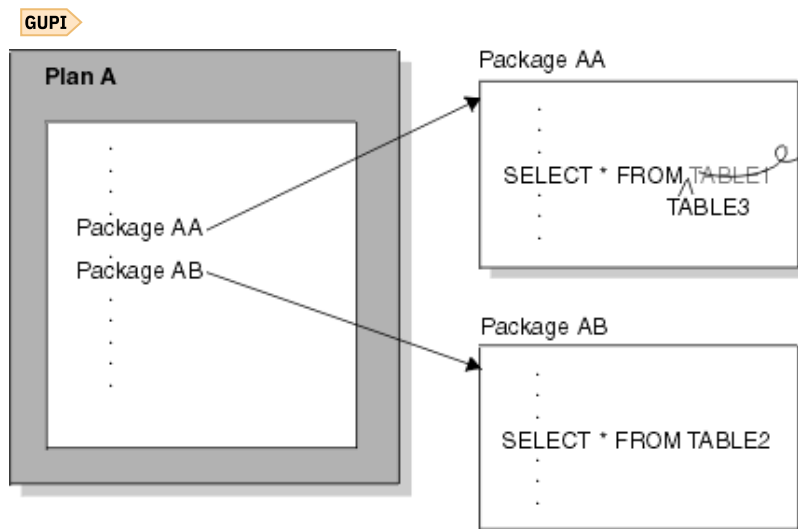 GUPI
Plan A
Package AA
Package AB
Package AA
SELECT * FROM TABLE1
TABLE3
Package AB
SELECT * FROM TABLE2